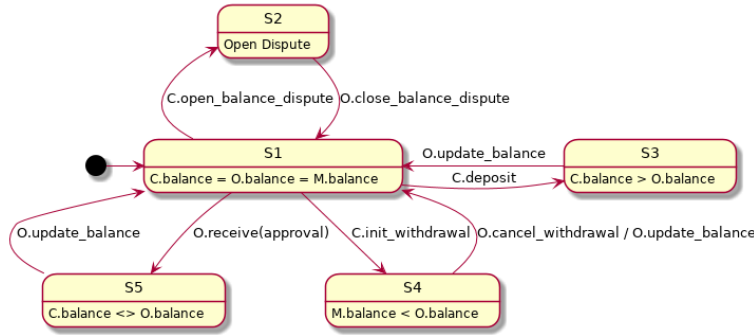 S2
Open Dispute
C.open_balance_dispute
O.close_balance_dispute
S1
C.balance = O.balance = M.balance
O.update_balance
C.deposit
S3
C.balance > O.balance
O.update_balance
O.receive(approval)
C.init_withdrawal
O.cancel_withdrawal / O.update_balance
S5
C.balance <> O.balance
S4
M.balance < O.balance